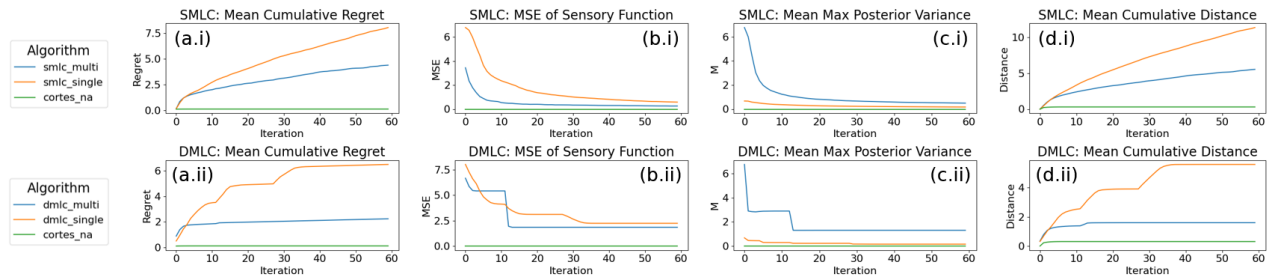 Algorithm
smlc_multi
smlc_single
cortes_na
SMLC: Mean Cumulative Regret
(a.i)
Regret
7.5
5.0
2.5
0.0
0 10 20 30 40 50 60
Iteration
SMLC: MSE of Sensory Function
(b.i)
MSE
6
4
2
0
0 10 20 30 40 50 60
Iteration
SMLC: Mean Max Posterior Variance
(c.i)
M
6
4
2
0
0 10 20 30 40 50 60
Iteration
SMLC: Mean Cumulative Distance
(d.i)
Distance
10
5
0
0 10 20 30 40 50 60
Iteration
Algorithm
dmlc_multi
dmlc_single
cortes_na
DMLC: Mean Cumulative Regret
(a.ii)
Regret
6
4
2
0
0 10 20 30 40 50 60
Iteration
DMLC: MSE of Sensory Function
(b.ii)
MSE
7.5
5.0
2.5
0.0
0 10 20 30 40 50 60
Iteration
DMLC: Mean Max Posterior Variance
(c.ii)
M
6
4
2
0
0 10 20 30 40 50 60
Iteration
DMLC: Mean Cumulative Distance
(d.ii)
Distance
4
2
0
0 10 20 30 40 50 60
Iteration